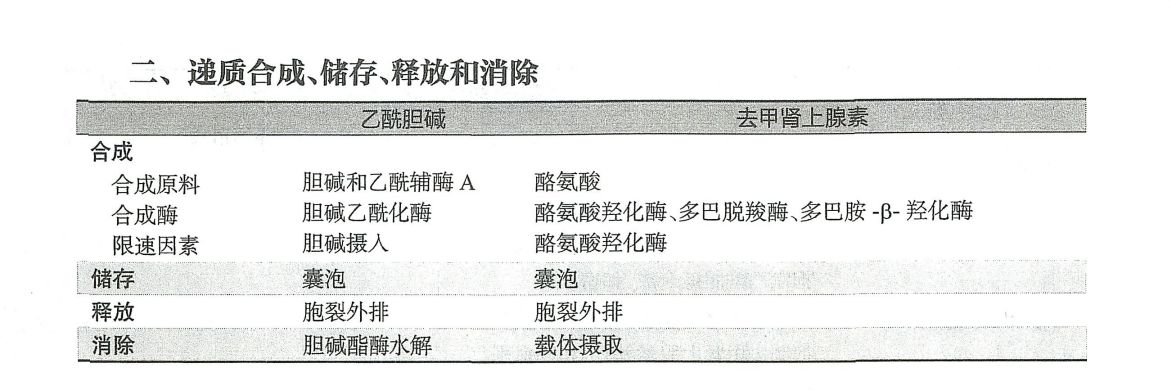 二、递质合成、储存、释放和消除
乙酰胆碱 去甲肾上腺素
合成
合成原料 胆碱和乙酰辅酶 A 酪氨酸
合成酶 胆碱乙酰化酶 酪氨酸羟化酶、多巴脱羧酶、多巴胺 -β- 羟化酶
限速因素 胆碱摄入 酪氨酸羟化酶
储存 囊泡 囊泡
释放 胞裂外排 胞裂外排
消除 胆碱酯酶水解 载体摄取